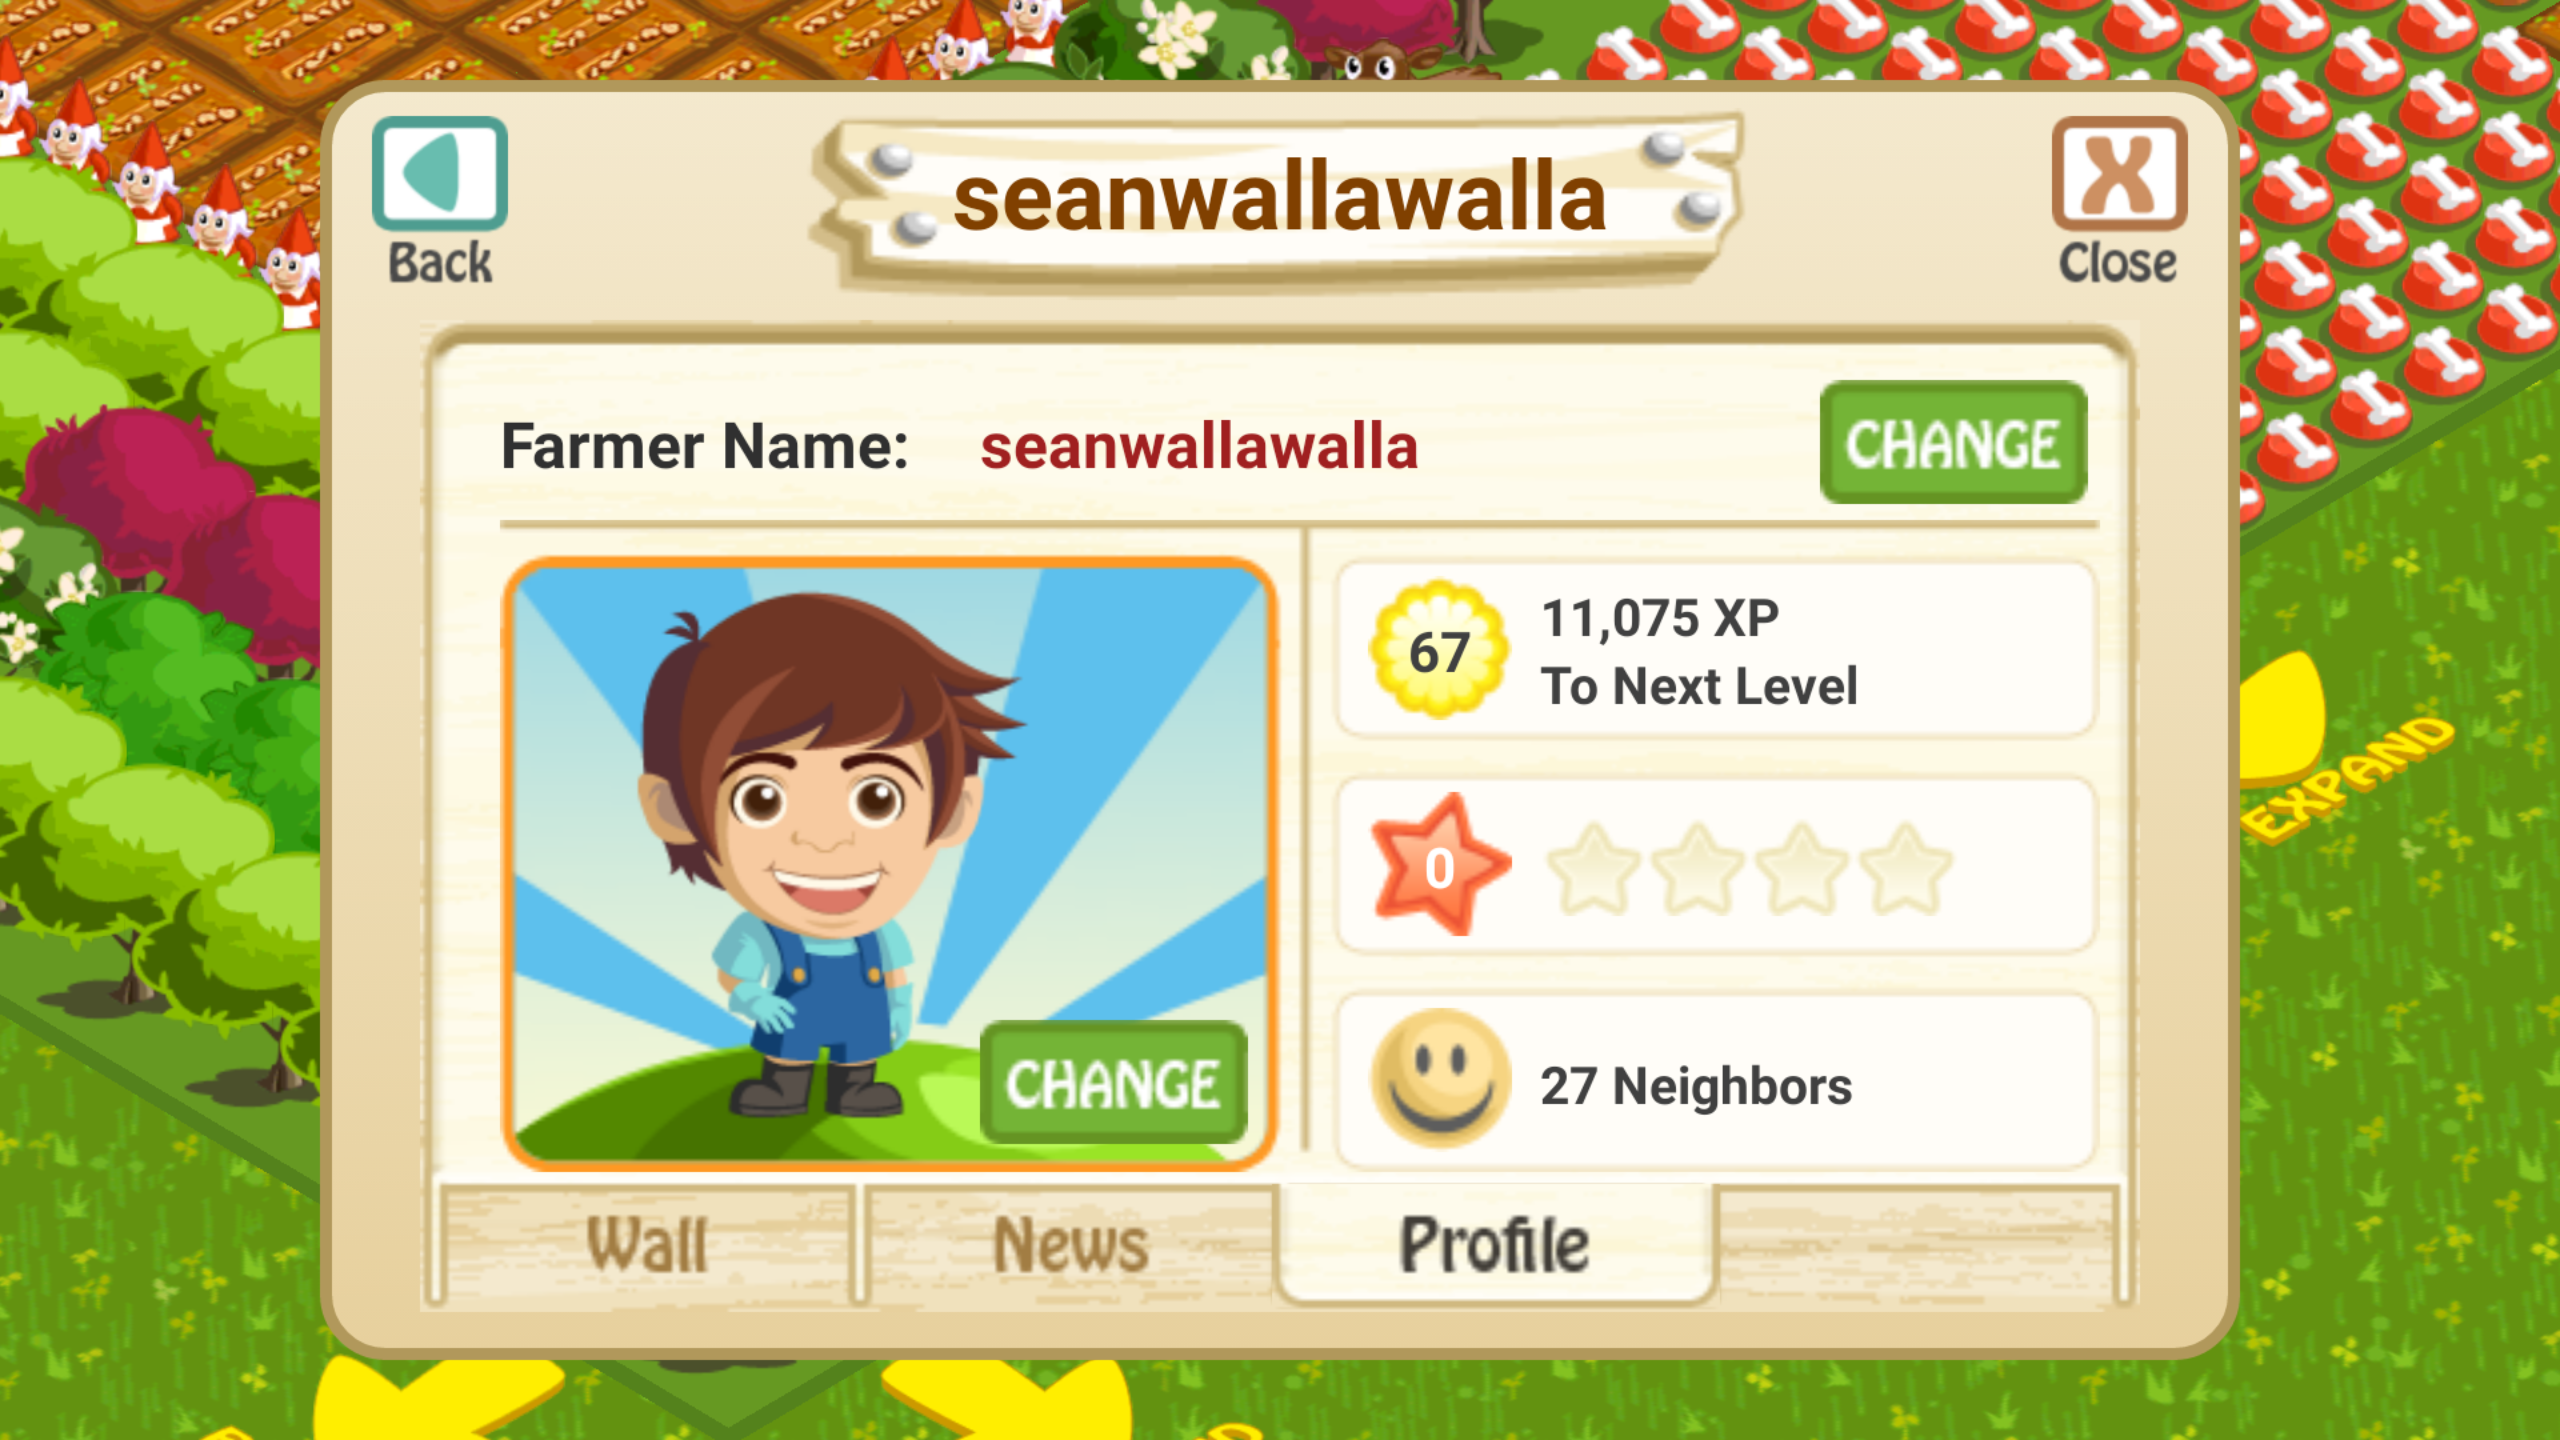 seanwallawalla
Back
Close
Farmer Name: seanwallawalla
CHANGE
67
11,075 XP
To Next Level
0
27 Neighbors
CHANGE
EXPAND
Wall
News
Profile